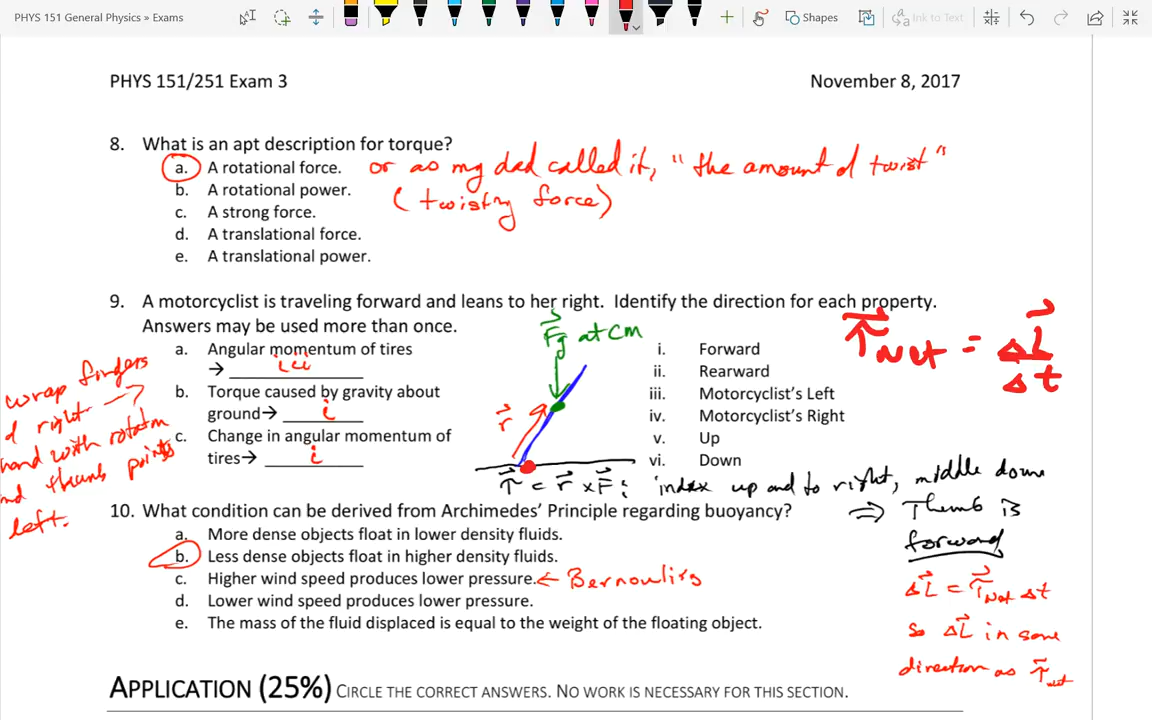 PHYS 151 General Physics » Exams
Shapes
Ink to Text
PHYS 151/251 Exam 3
November 8, 2017
8. What is an apt description for torque?
a. A rotational force. or as my dad called it, "the amount of twist"
b. A rotational power. (twisting force)
c. A strong force.
d. A translational force.
e. A translational power.
9. A motorcyclist is traveling forward and leans to her right. Identify the direction for each property.
Answers may be used more than once.
a. Angular momentum of tires
→ iii
b. Torque caused by gravity about
ground→ i
c. Change in angular momentum of
tires→ i
F⃗g at CM
r⃗
i. Forward
ii. Rearward
iii. Motorcyclist's Left
iv. Motorcyclist's Right
v. Up
vi. Down
τ⃗Net = ΔL⃗
Δt
wrap fingers
of right →
hand with rotatn
and thumb points
left.
τ⃗ = r⃗ × F⃗: index up and to right, middle down
⇒ Thumb is
forward
10. What condition can be derived from Archimedes' Principle regarding buoyancy?
a. More dense objects float in lower density fluids.
b. Less dense objects float in higher density fluids.
c. Higher wind speed produces lower pressure. ← Bernoulli's
d. Lower wind speed produces lower pressure.
e. The mass of the fluid displaced is equal to the weight of the floating object.
ΔL⃗ = τ⃗Net Δt
so ΔL⃗ in same
direction as τ⃗net
APPLICATION (25%) CIRCLE THE CORRECT ANSWERS. NO WORK IS NECESSARY FOR THIS SECTION.